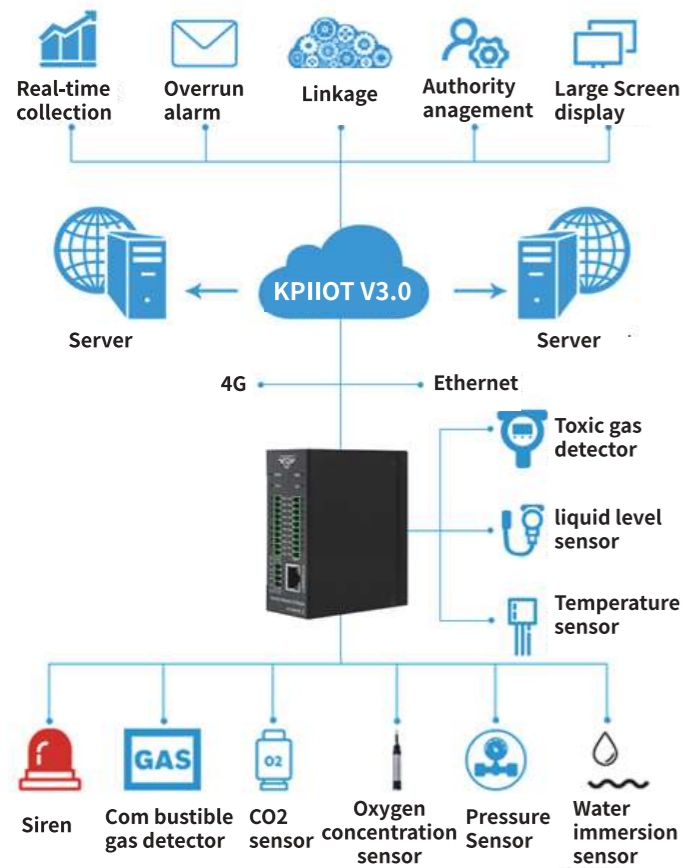 Real-time
collection
Overrun
alarm
Linkage
Authority
anagement
Large Screen
display
KPIIOT V3.0
Server
Server
4G
Ethernet
Toxic gas
detector
liquid level
sensor
Temperature
sensor
GAS
O2
Siren
Com bustible
gas detector
CO2
sensor
Oxygen
concentration
sensor
Pressure
Sensor
Water
immersion
sensor